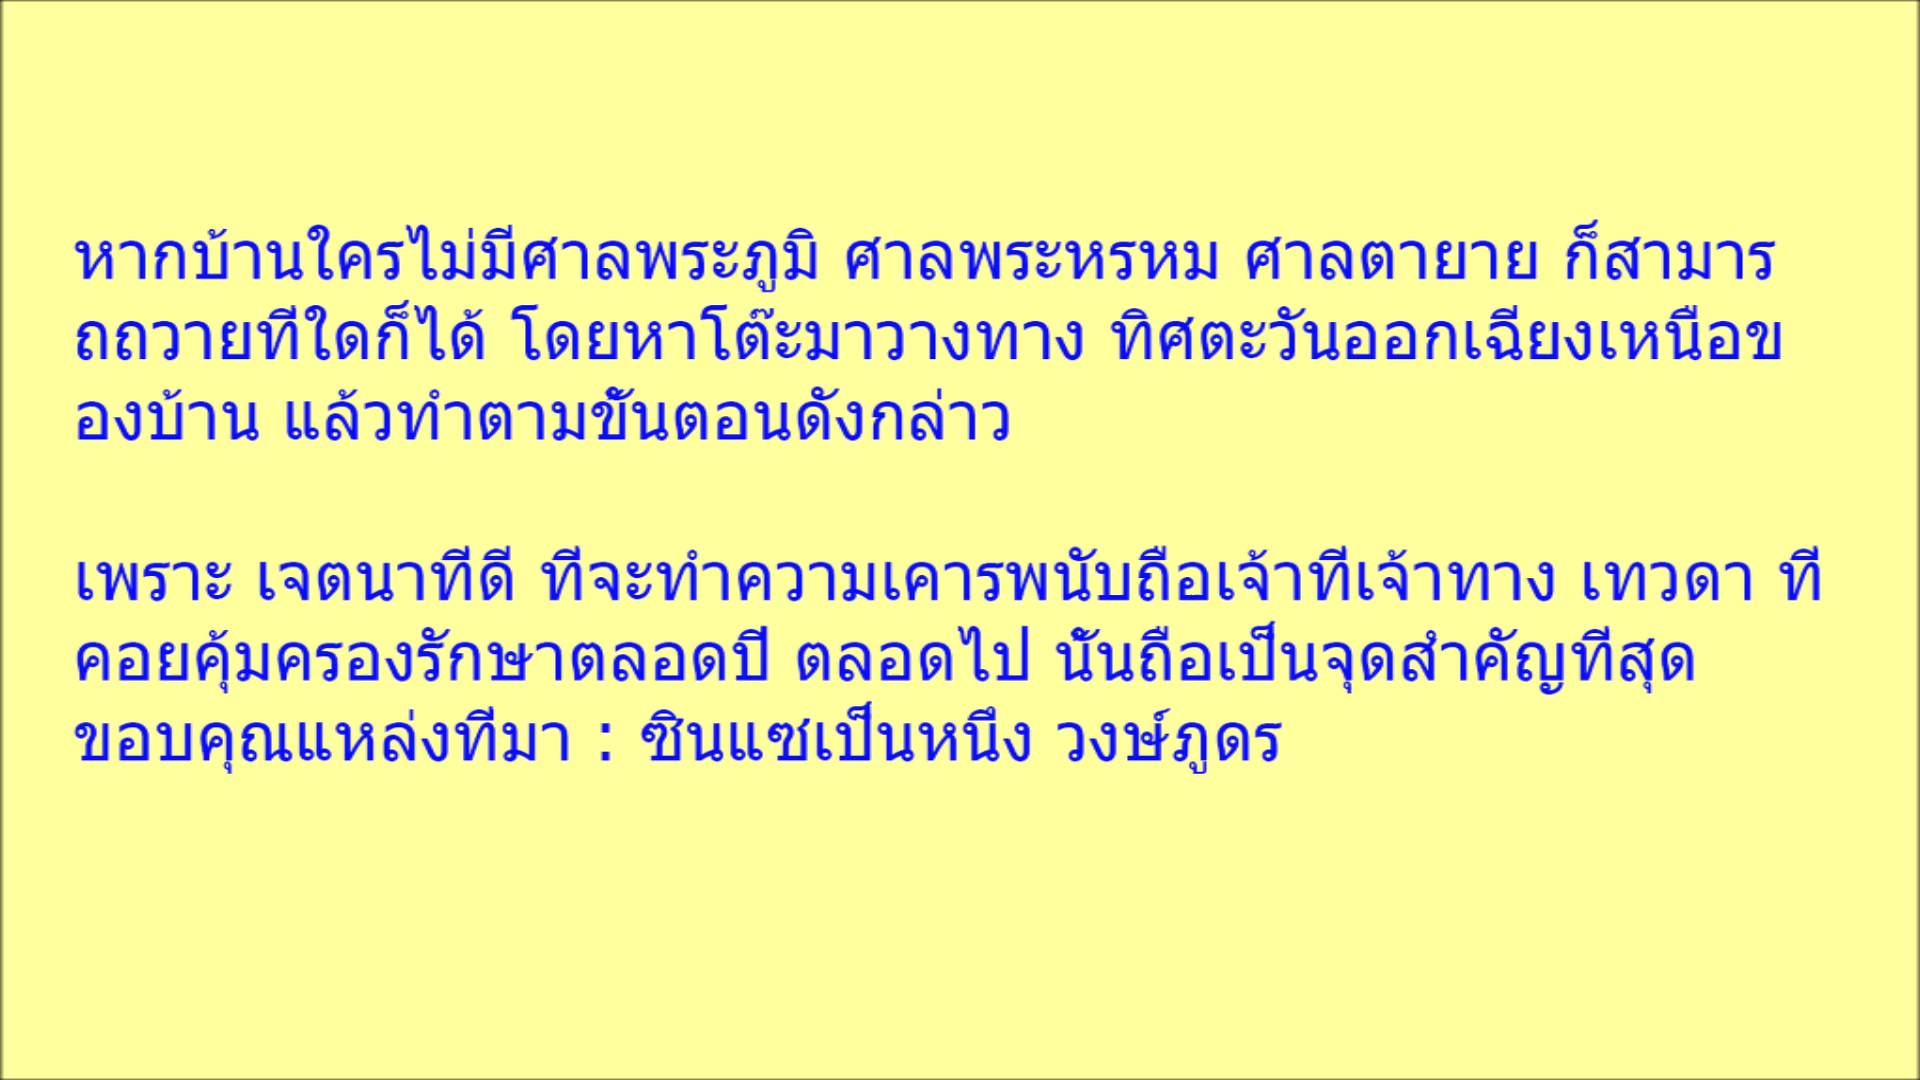 หากบ้านใครไม่มีศาลพระภูมิ ศาลพระหรหม ศาลตายาย ก็สามาร
ถถวายที่ใดก็ได้ โดยหาโต๊ะมาวางทาง ทิศตะวันออกเฉียงเหนือข
องบ้าน แล้วทำตามขั้นตอนดังกล่าว
เพราะ เจตนาที่ดี ที่จะทำความเคารพนับถือเจ้าที่เจ้าทาง เทวดา ที่
คอยคุ้มครองรักษาตลอดปี ตลอดไป นั้นถือเป็นจุดสำคัญที่สุด
ขอบคุณแหล่งที่มา : ซินแซเป็นหนึ่ง วงษ์ภูดร